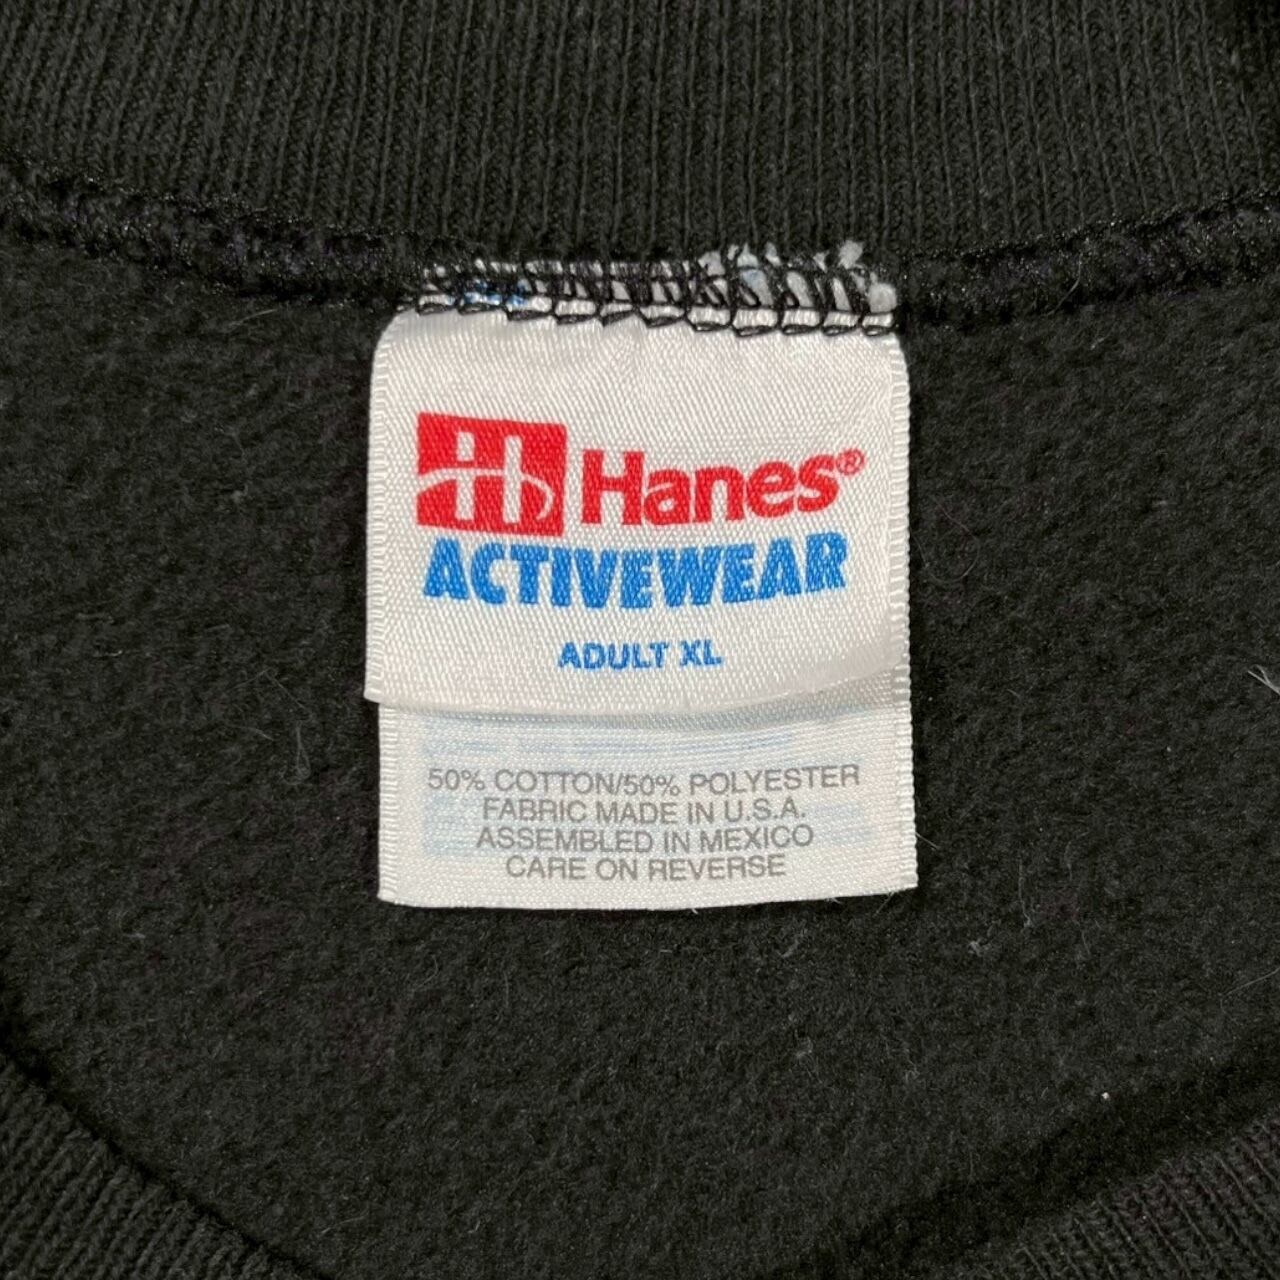 Hanes®
ACTIVEWEAR
ADULT XL
50% COTTON/50% POLYESTER
FABRIC MADE IN U.S.A.
ASSEMBLED IN MEXICO
CARE ON REVERSE